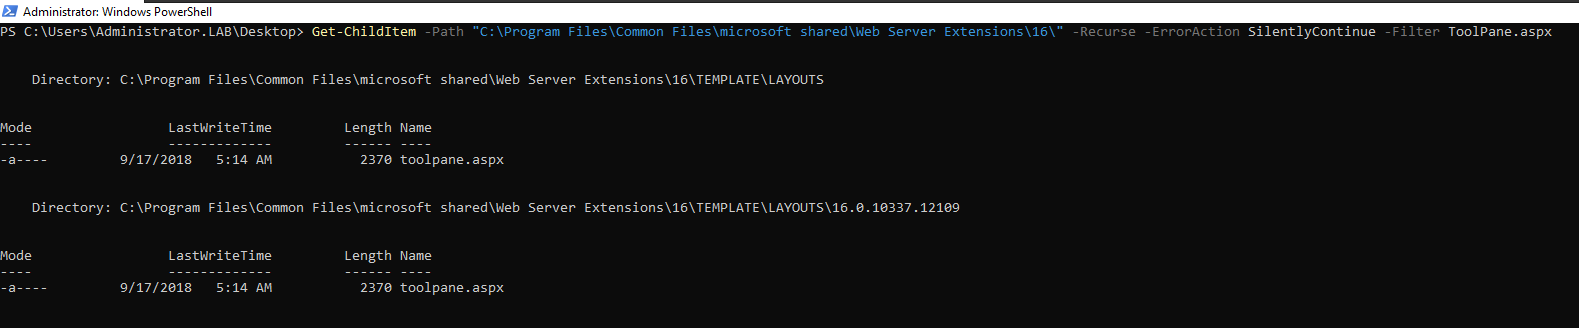 Administrator: Windows PowerShell
PS C:\Users\Administrator.LAB\Desktop> Get-ChildItem -Path "C:\Program Files\Common Files\microsoft shared\Web Server Extensions\16\" -Recurse -ErrorAction SilentlyContinue -Filter ToolPane.aspx
Directory: C:\Program Files\Common Files\microsoft shared\Web Server Extensions\16\TEMPLATE\LAYOUTS
Mode LastWriteTime Length Name
---- ------------- ------ ----
-a---- 9/17/2018 5:14 AM 2370 toolpane.aspx
Directory: C:\Program Files\Common Files\microsoft shared\Web Server Extensions\16\TEMPLATE\LAYOUTS\16.0.10337.12109
Mode LastWriteTime Length Name
---- ------------- ------ ----
-a---- 9/17/2018 5:14 AM 2370 toolpane.aspx